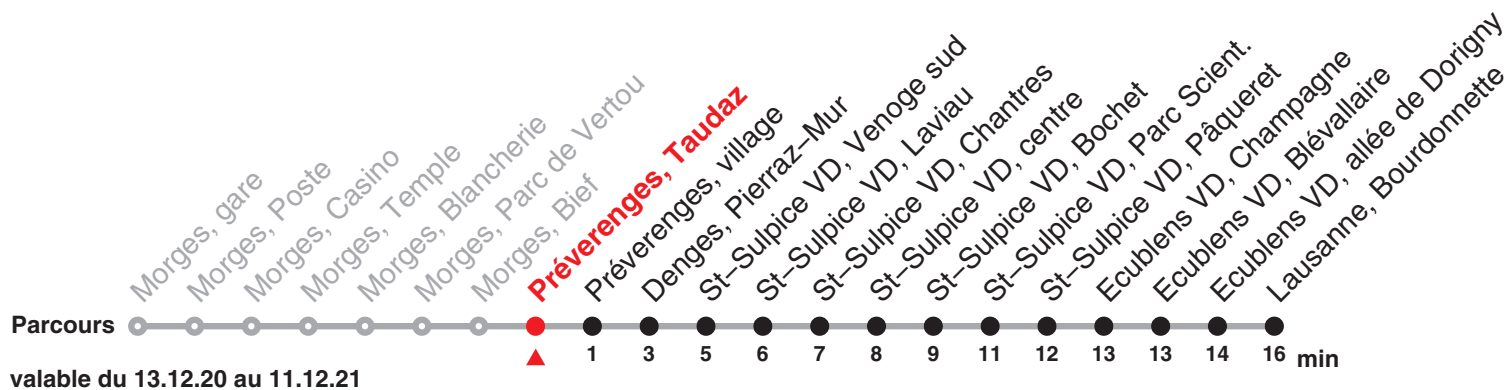 Morges, gare
Morges, Poste
Morges, Casino
Morges, Temple
Morges, Blancherie
Morges, Parc de Vertou
Morges, Bief
Préverenges, Taudaz
Préverenges, village
Denges, Pierraz-Mur
St-Sulpice VD, Venoge sud
St-Sulpice VD, Laviau
St-Sulpice VD, Chantres
St-Sulpice VD, centre
St-Sulpice VD, Bochet
St-Sulpice VD, Parc Scient.
St-Sulpice VD, Pâqueret
Ecublens VD, Champagne
Ecublens VD, Blévallaire
Ecublens VD, allée de Dorigny
Lausanne, Bourdonnette
Parcours
1 3 5 6 7 8 9 11 12 13 13 14 16 min
valable du 13.12.20 au 11.12.21